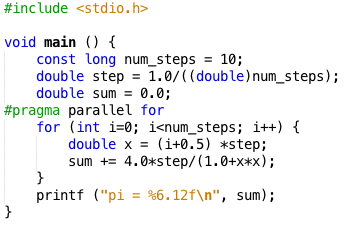 #include <stdio.h>
void main () {
const long num_steps = 10;
double step = 1.0/((double)num_steps);
double sum = 0.0;
#pragma parallel for
for (int i=0; i<num_steps; i++) {
double x = (i+0.5) *step;
sum += 4.0*step/(1.0+x*x);
}
printf ("pi = %6.12f\n", sum);
}